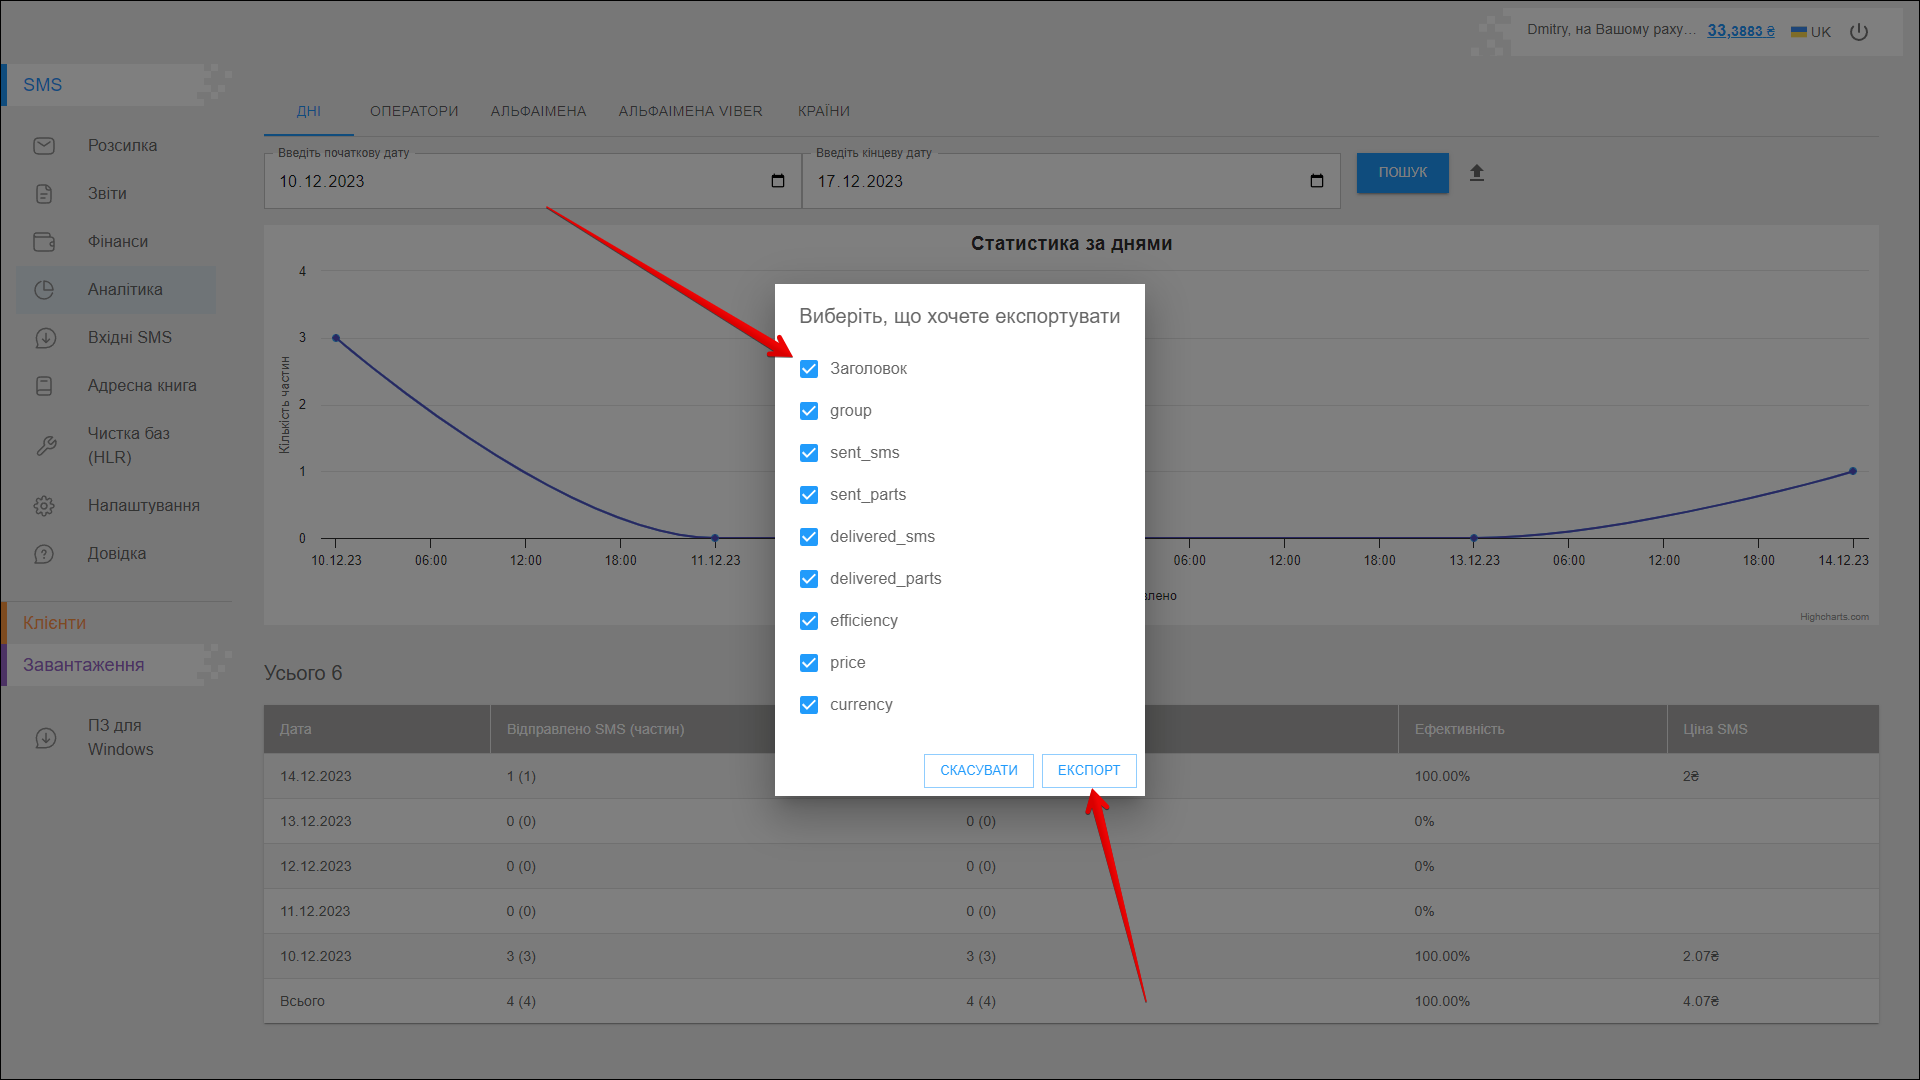 Dmitry, на Вашому раху... 33,3883 ₴ UK
SMS
Розсилка
Звіти
Фінанси
Аналітика
Вхідні SMS
Адресна книга
Чистка баз
(HLR)
Налаштування
Довідка
Клієнти
Завантаження
ПЗ для
Windows
ДНІ ОПЕРАТОРИ АЛЬФАІМЕНА АЛЬФАІМЕНА VIBER КРАЇНИ
Введіть початкову дату
10.12.2023
Введіть кінцеву дату
17.12.2023
ПОШУК
Статистика за днями
Кількість частин
4
3
2
1
0
10.12.23 06:00 12:00 18:00 11.12.23 06:00 12:00 18:00 13.12.23 06:00 12:00 18:00 14.12.23
влено
Highcharts.com
Виберіть, що хочете експортувати
Заголовок
group
sent_sms
sent_parts
delivered_sms
delivered_parts
efficiency
price
currency
СКАСУВАТИ ЕКСПОРТ
Усього 6
Дата Відправлено SMS (частин) Ефективність Ціна SMS
14.12.2023 1 (1) 100.00% 2₴
13.12.2023 0 (0) 0 (0) 0%
12.12.2023 0 (0) 0 (0) 0%
11.12.2023 0 (0) 0 (0) 0%
10.12.2023 3 (3) 3 (3) 100.00% 2.07₴
Всього 4 (4) 4 (4) 100.00% 4.07₴